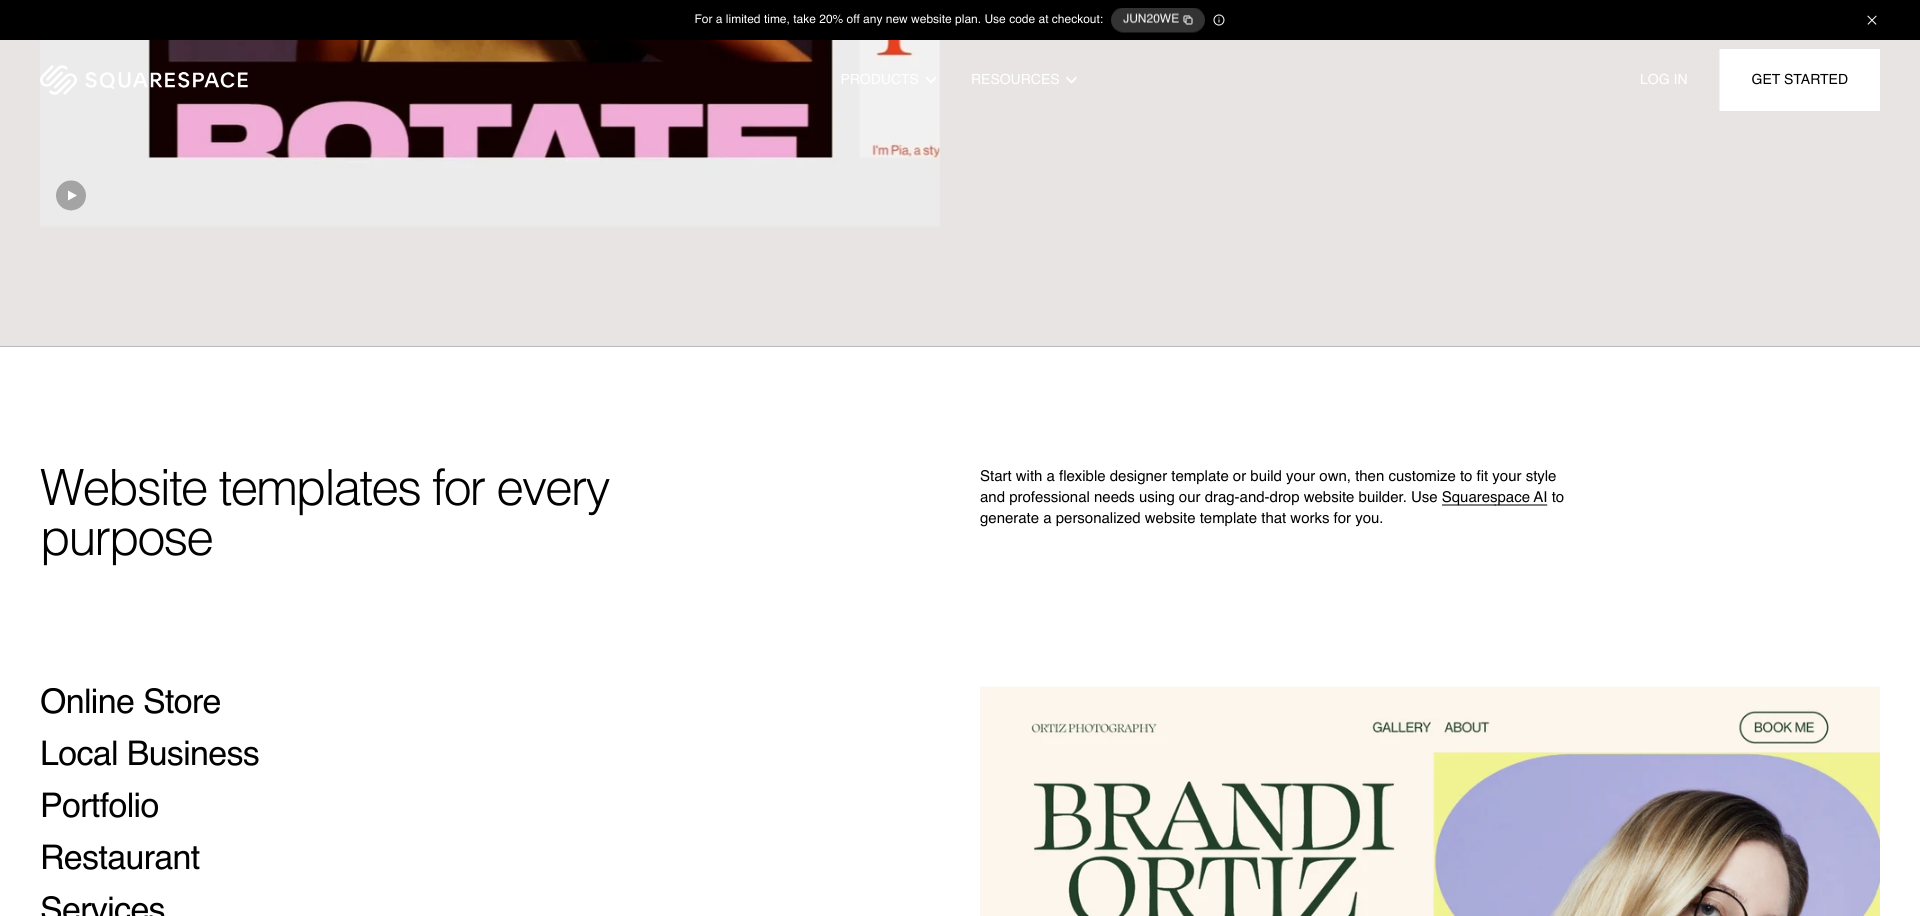 For a limited time, take 20% off any new website plan. Use code at checkout: JUN20WE
SQUARESPACE
PRODUCTS
RESOURCES
LOG IN
GET STARTED
ROTATE
I'm Pia, a sty
Website templates for every
purpose
Start with a flexible designer template or build your own, then customize to fit your style
and professional needs using our drag-and-drop website builder. Use Squarespace AI to
generate a personalized website template that works for you.
Online Store
Local Business
Portfolio
Restaurant
Services
ORTIZ PHOTOGRAPHY
GALLERY ABOUT
BOOK ME
BRANDI
ORTIZ